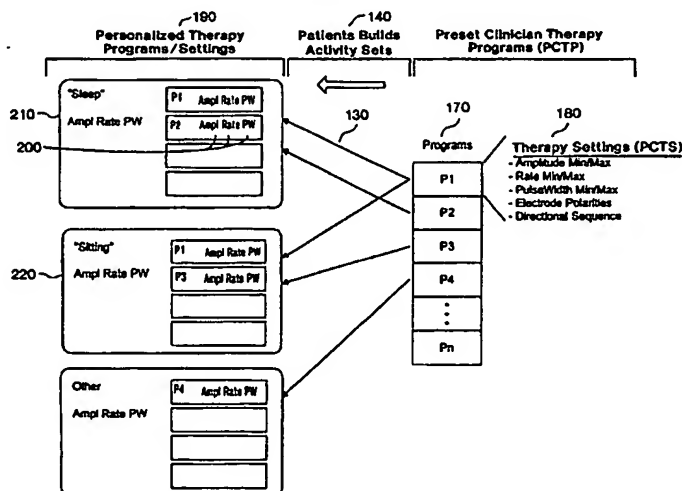 190
Personalized Therapy
Programs/Settings
140
Patients Builds
Activity Sets
Preset Clinician Therapy
Programs (PCTP)
210
"Sleep"
Ampl Rate PW
200
P1 Ampl Rate PW
P2 Ampl Rate PW
130
170
Programs
P1
P2
P3
P4
Pn
180
Therapy Settings (PCTS)
- Amplitude Min/Max
- Rate Min/Max
- PulseWidth Min/Max
- Electrode Polarities
- Directional Sequence
220
"Sitting"
Ampl Rate PW
P1 Ampl Rate PW
P3 Ampl Rate PW
Other
Ampl Rate PW
P4 Ampl Rate PW